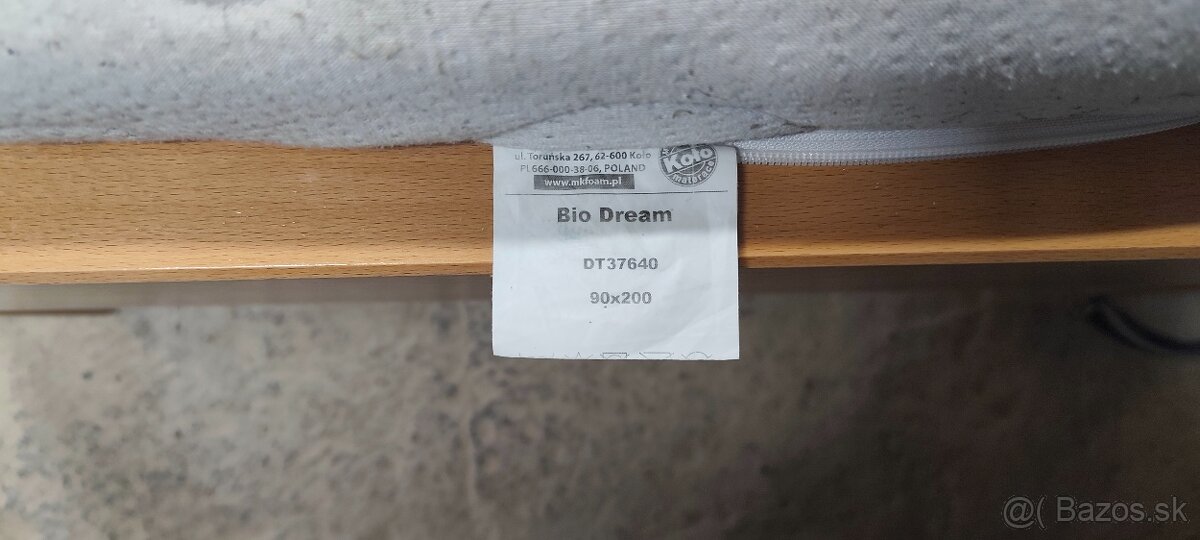 ul. Toruńska 267, 62-600 Koło
PL666-000-38-06, POLAND
www.mkfoam.pl
Koło
materace
Bio Dream
DT37640
90x200
@( Bazos.sk